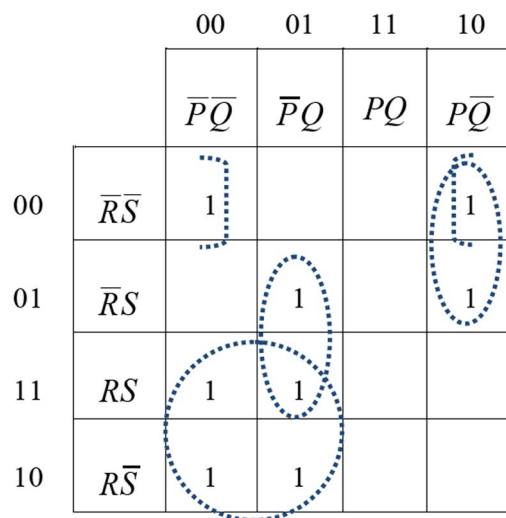 00 01 11 10
P̅ Q̅ P̅Q PQ PQ̅
00 R̅ S̅ 1 1
01 R̅S 1 1
11 RS 1 1
10 RS̅ 1 1